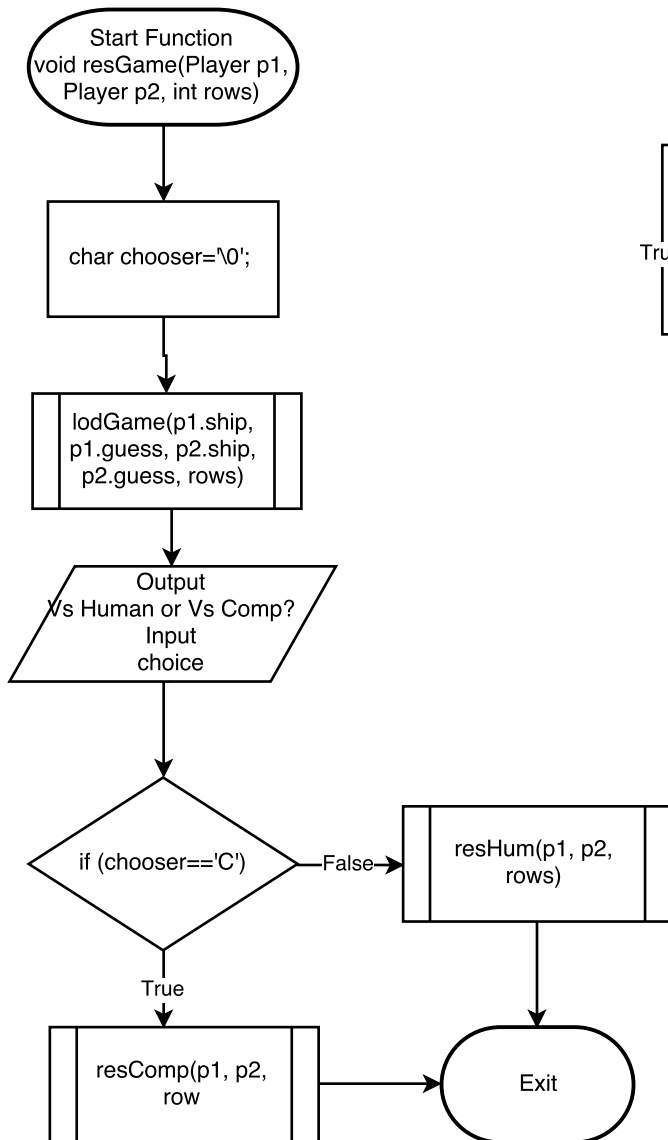 Start Function
void resGame(Player p1,
Player p2, int rows)
char chooser='\0';
lodGame(p1.ship,
p1.guess, p2.ship,
p2.guess, rows)
Output
Vs Human or Vs Comp?
Input
choice
if (chooser=='C')
False
resHum(p1, p2,
rows)
True
resComp(p1, p2,
row
Exit